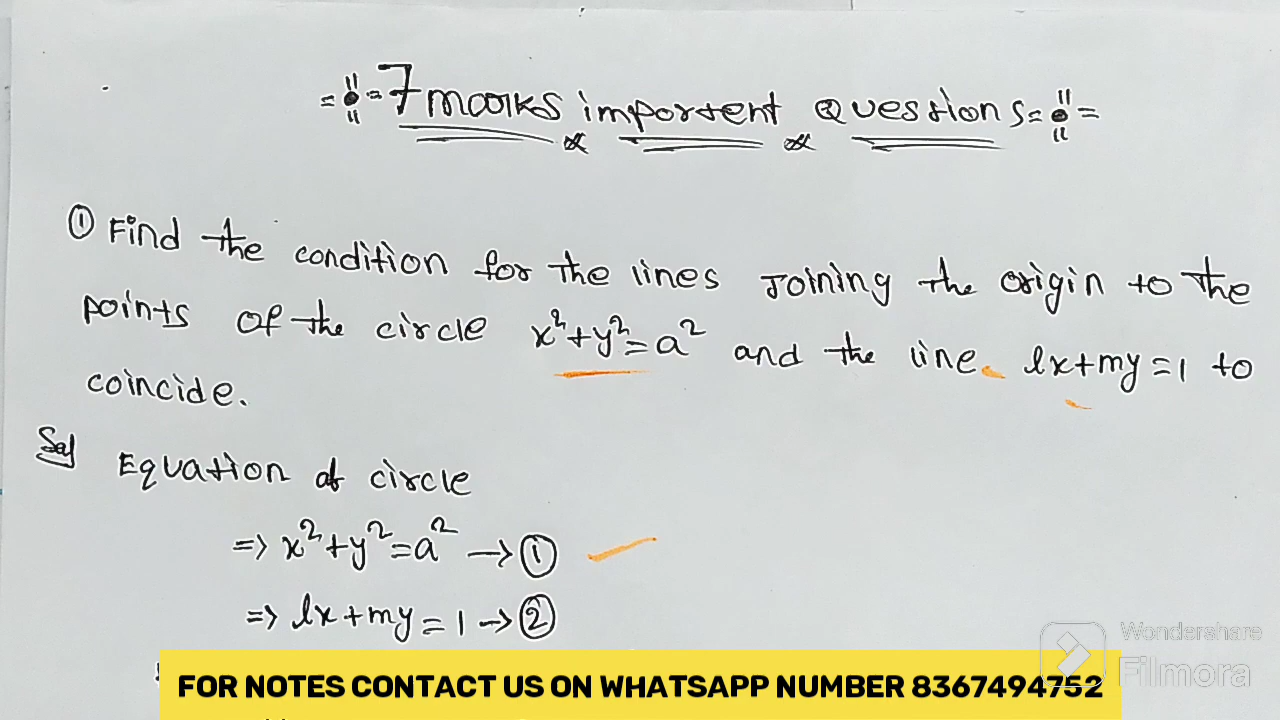 7 marks importent questions
① Find the condition for the lines Joining the origin to the
points of the circle x²+y²=a² and the line lx+my=1 to
coincide.
Sol Equation of circle
=> x²+y²=a² →①
=> lx+my=1→②
Wondershare
Filmora
FOR NOTES CONTACT US ON WHATSAPP NUMBER 8367494752